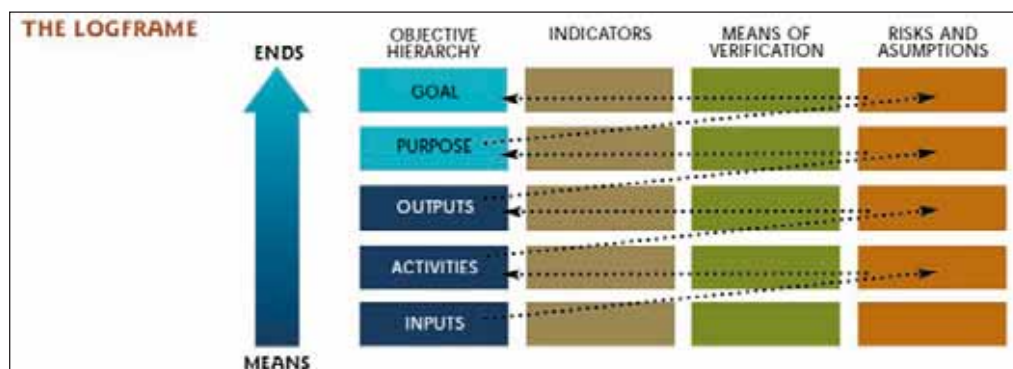 THE LOGFRAME
ENDS
OBJECTIVE
HIERARCHY
INDICATORS
MEANS OF
VERIFICATION
RISKS AND
ASUMPTIONS
GOAL
PURPOSE
OUTPUTS
ACTIVITIES
INPUTS
MEANS